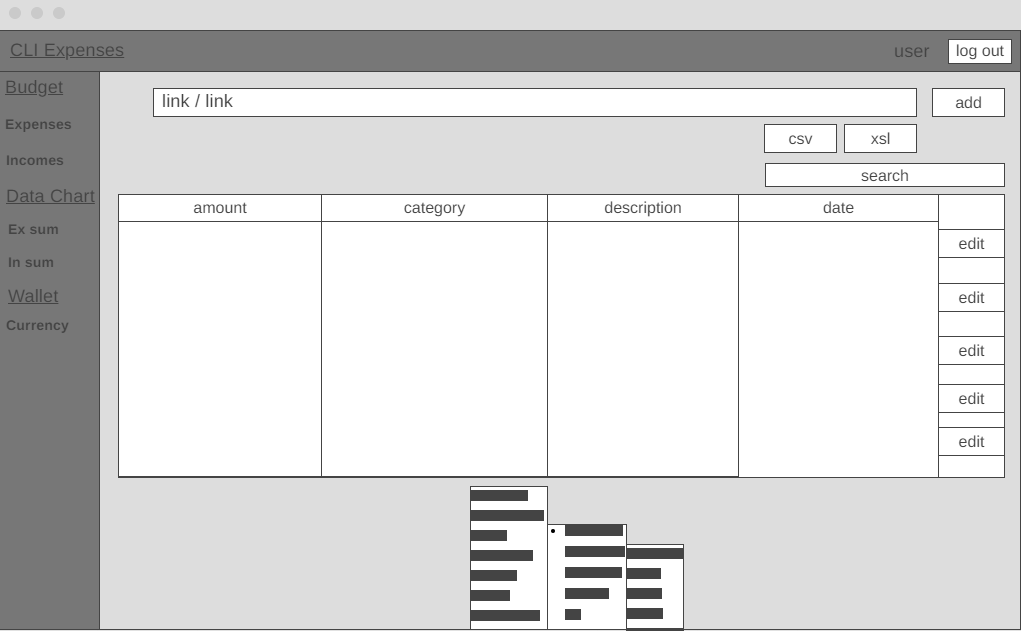 CLI Expenses user log out
Budget
Expenses
Incomes
Data Chart
Ex sum
In sum
Wallet
Currency
link / link add
csv xsl
search
amount category description date
edit
edit
edit
edit
edit